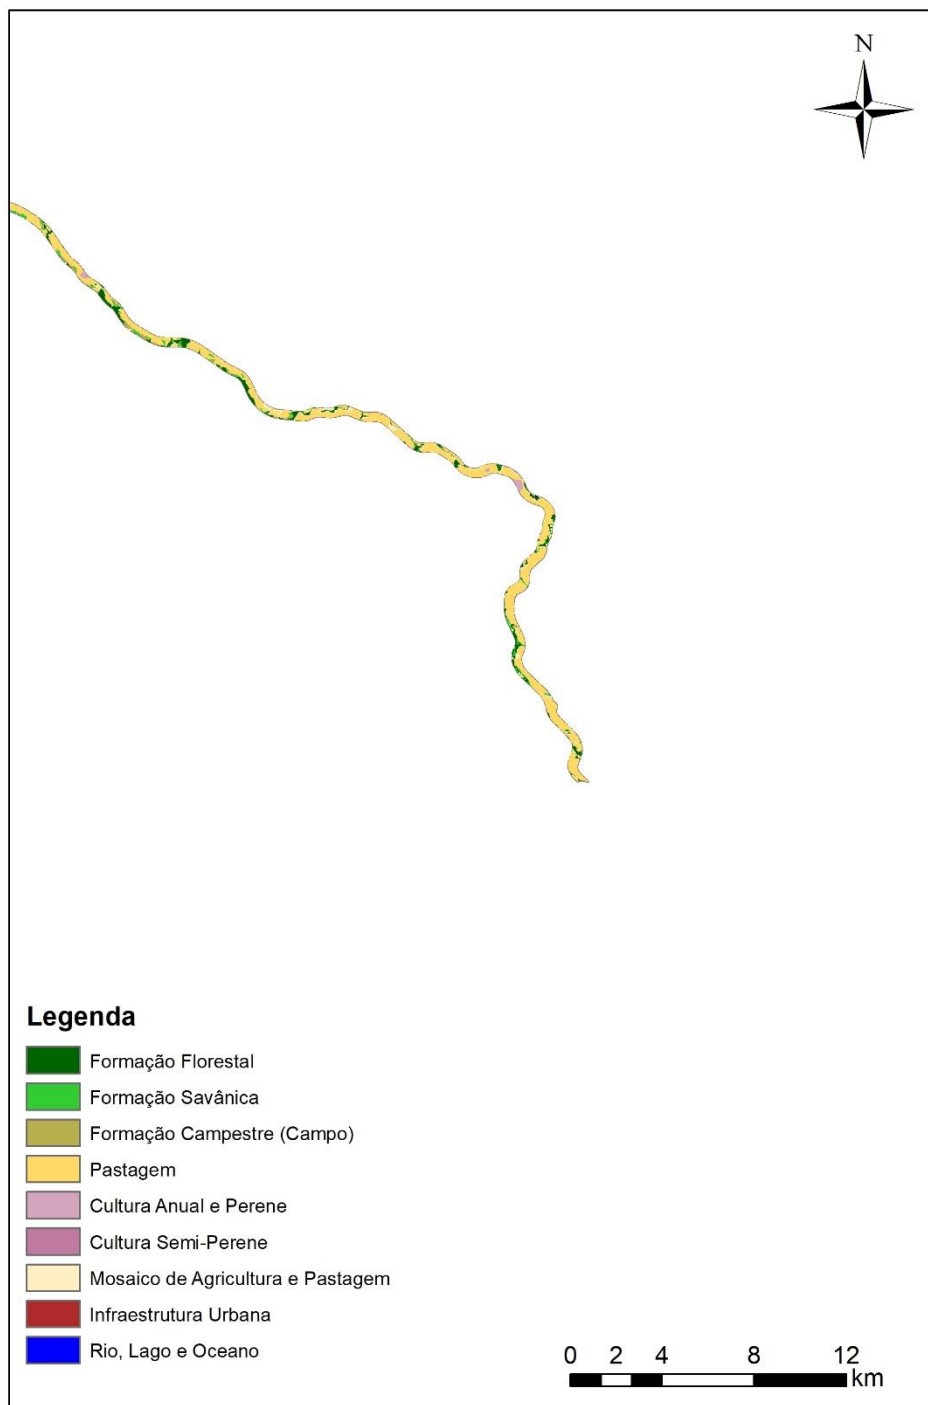 N
Legenda
Formação Florestal
Formação Savânica
Formação Campestre (Campo)
Pastagem
Cultura Anual e Perene
Cultura Semi-Perene
Mosaico de Agricultura e Pastagem
Infraestrutura Urbana
Rio, Lago e Oceano
0 2 4 8 12
km